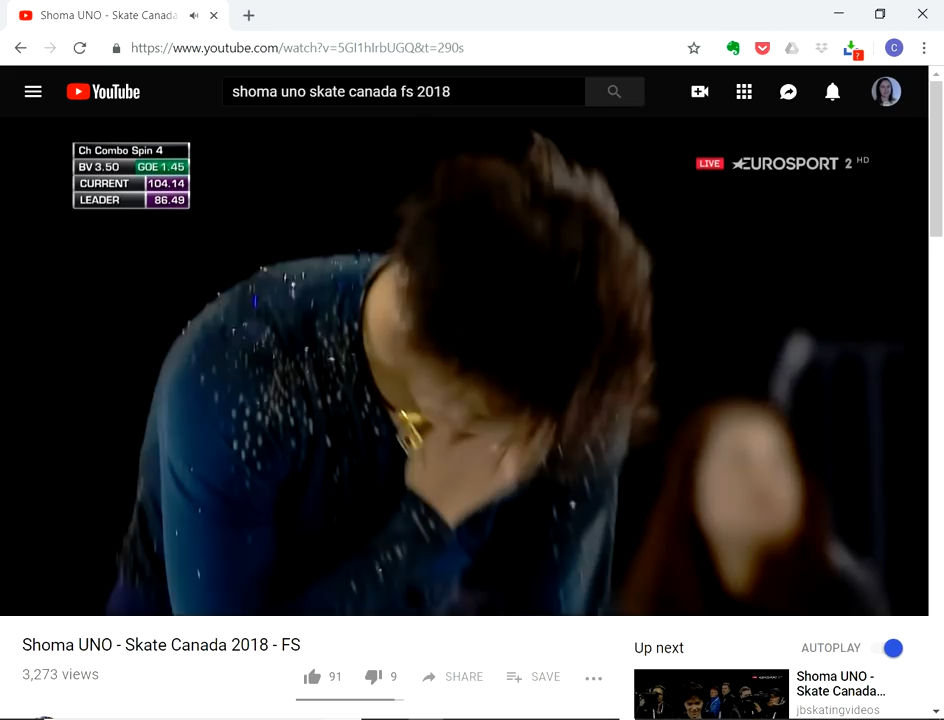 Shoma UNO - Skate Canada
https://www.youtube.com/watch?v=5GI1hIrbUGQ&t=290s
?
C
YouTube
shoma uno skate canada fs 2018
Ch Combo Spin 4
BV 3.50 GOE 1.45
CURRENT 104.14
LEADER 86.49
LIVE EUROSPORT 2 HD
Shoma UNO - Skate Canada 2018 - FS
3,273 views
91
9
SHARE
SAVE
Up next
AUTOPLAY
EUROSPORT
Shoma UNO -
Skate Canada...
jbskatingvideos